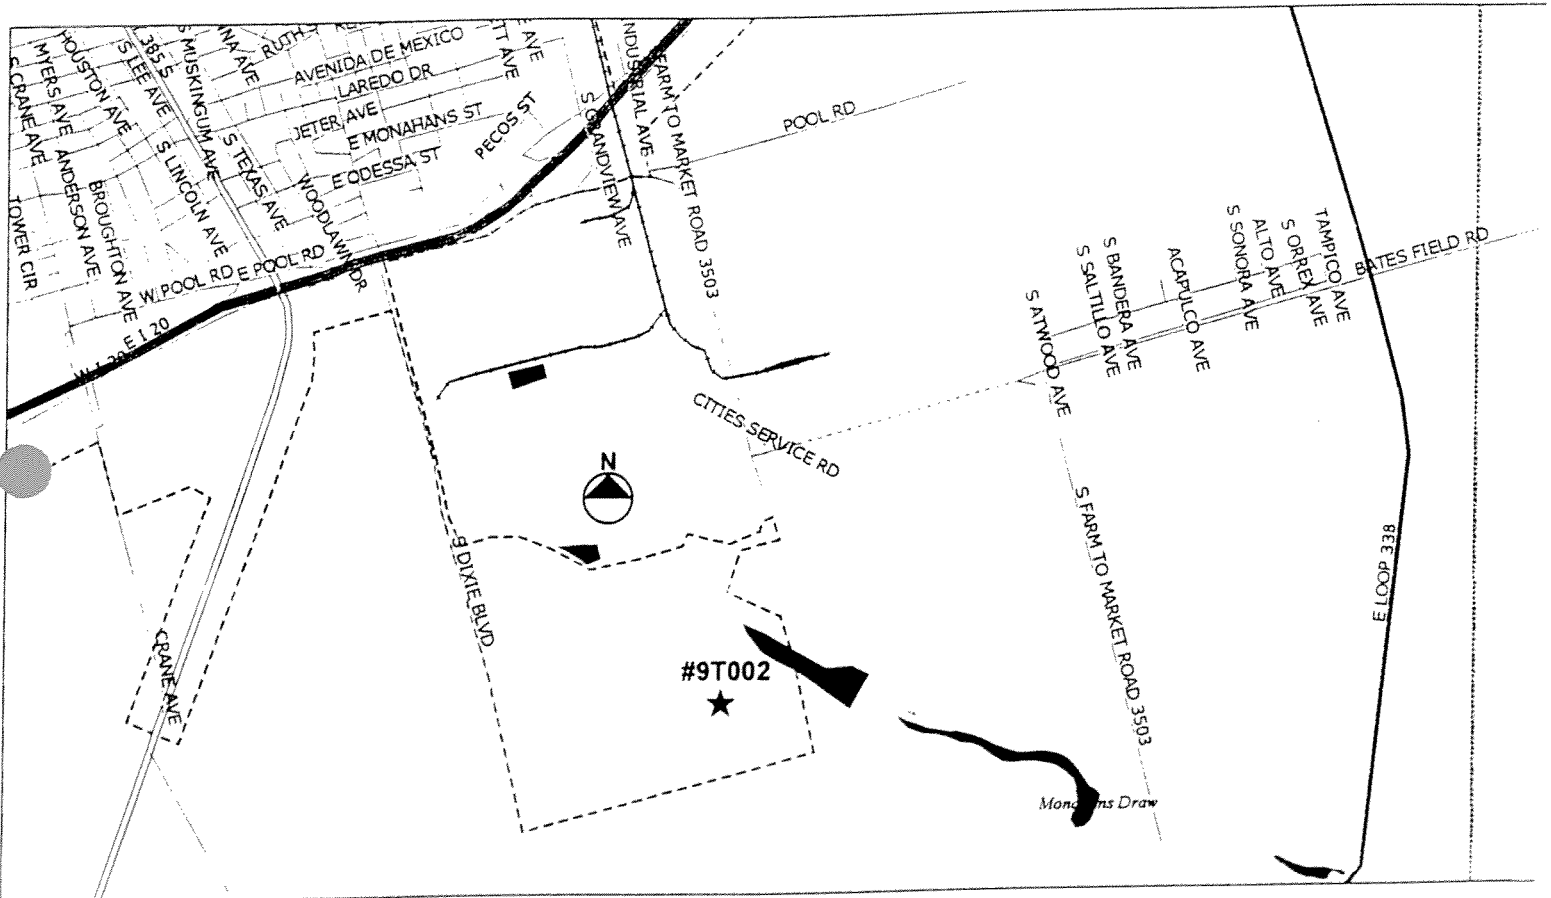 HOUSTON AVE
MYERS AVE
S CRANE AVE
S LEE AVE
385 S
S MUSKINGUM AVE
AVENIDA DE MEXICO
LAREDO DR
JETER AVE
E MONAHANS ST
E ODESSA ST
PECOS ST
S GRANDVIEW AVE
FARM TO MARKET ROAD 3503
POOL RD
TOWER CIR
ANDERSON AVE
BROUGHTON AVE
S LINCOLN AVE
S TEXAS AVE
WOODLAWN DR
W POOL RD
E POOL RD
E I 20
W I 20
S ATWOOD AVE
S SALTILLO AVE
S BANDERA AVE
ACAPULCO AVE
S SONORA AVE
ALTO AVE
S ORREX AVE
TAMPICO AVE
BATES FIELD RD
CITIES SERVICE RD
N
S DIXIE BLVD
S FARM TO MARKET ROAD 3503
E LOOP 338
CRANE AVE
#9T002
Draw